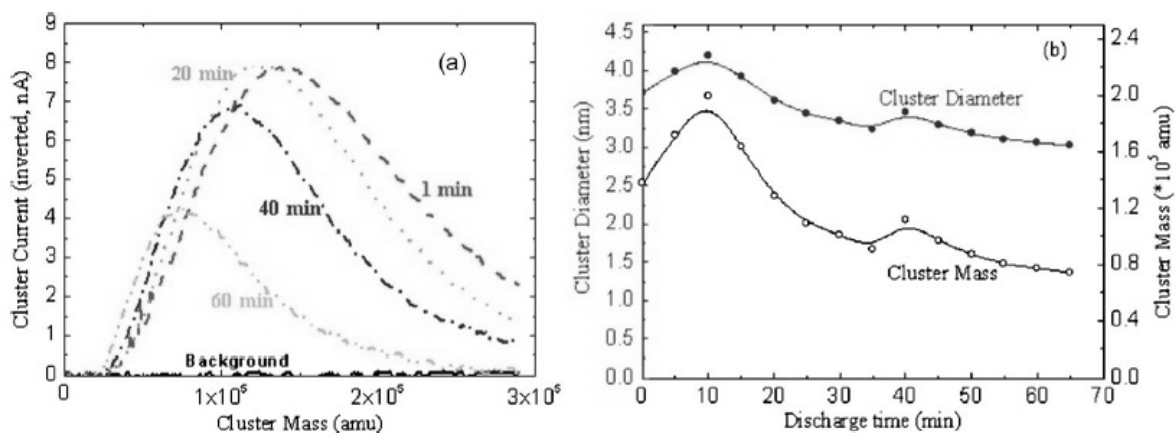 9
8
7
6
5
4
3
2
1
0
Cluster Current (inverted, nA)
(a)
20 min
1 min
40 min
60 min
Background
0 1×10⁵ 2×10⁵ 3×10⁵
Cluster Mass (amu)
4.5
4.0
3.5
3.0
2.5
2.0
1.5
1.0
0.5
0.0
Cluster Diameter (nm)
(b)
Cluster Diameter
Cluster Mass
2.4
2.0
1.6
1.2
0.8
0.4
0.0
Cluster Mass (*10⁵ amu)
0 10 20 30 40 50 60 70
Discharge time (min)